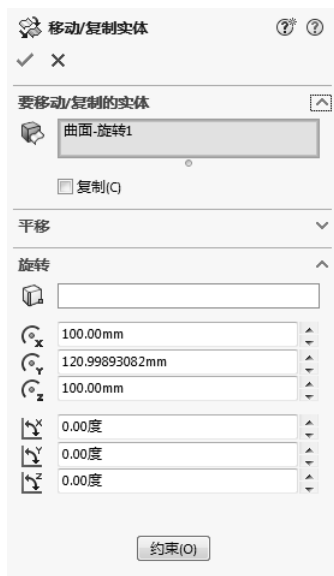 移动/复制实体
要移动/复制的实体
曲面-旋转1
复制(C)
平移
旋转
X 100.00mm
Y 120.99893082mm
Z 100.00mm
X 0.00度
Y 0.00度
Z 0.00度
约束(O)